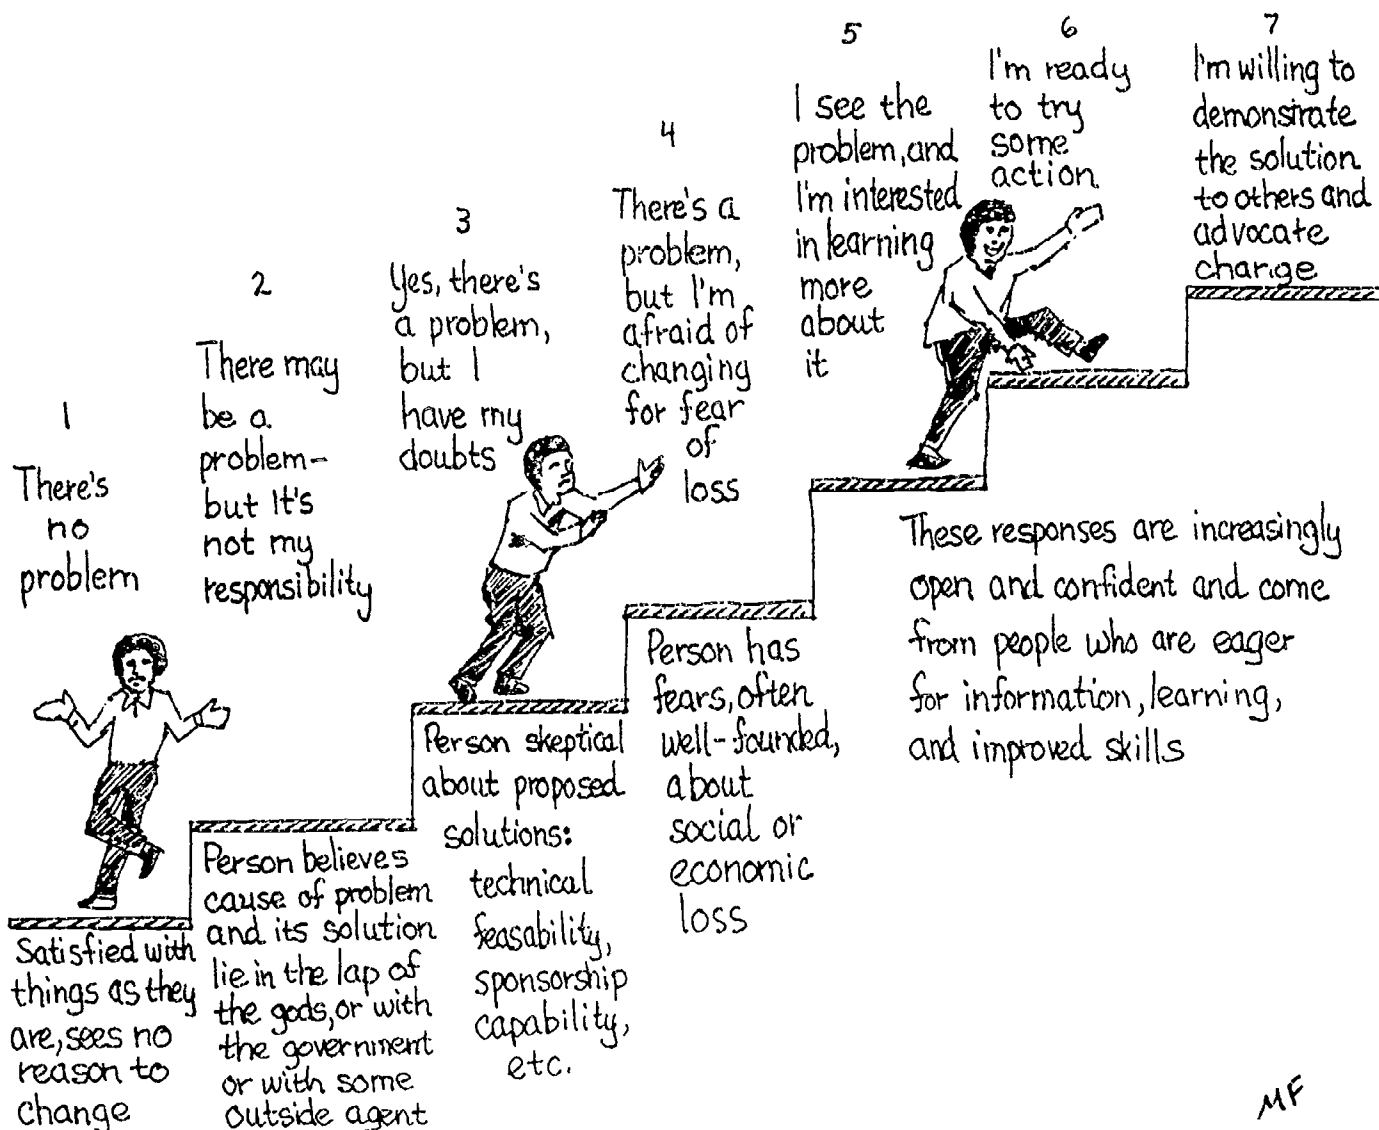 1
There's
no
problem
2
There may
be a
problem-
but It's
not my
responsibility
3
Yes, there's
a problem,
but I
have my
doubts
4
There's a
problem,
but I'm
afraid of
changing
for fear
of
loss
5
I see the
problem, and
I'm interested
in learning
more
about
it
6
I'm ready
to try
some
action
7
I'm willing to
demonstrate
the solution
to others and
advocate
change
Satisfied with
things as they
are, sees no
reason to
change
Person believes
cause of problem
and its solution
lie in the lap of
the gods, or with
the government
or with some
outside agent
Person skeptical
about proposed
solutions:
technical
feasability,
sponsorship
capability,
etc.
Person has
fears, often
well-founded,
about
social or
economic
loss
These responses are increasingly
open and confident and come
from people who are eager
for information, learning,
and improved skills
MF